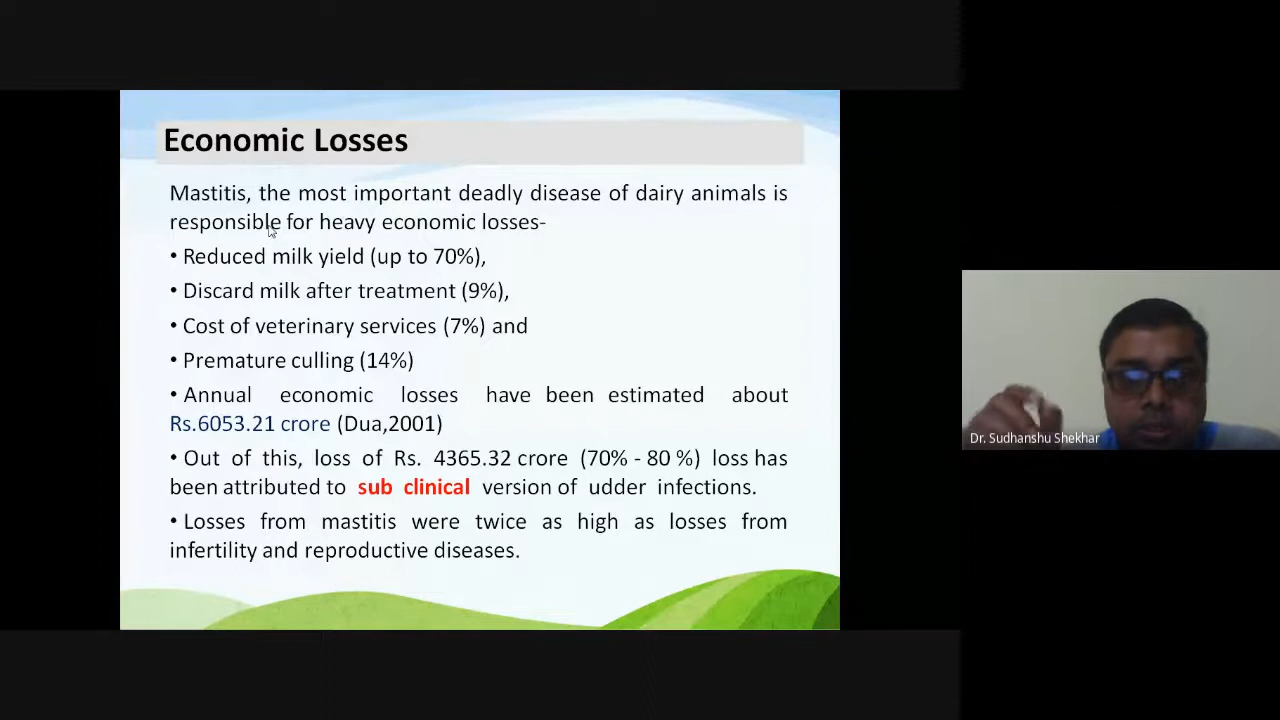 Economic Losses
Mastitis, the most important deadly disease of dairy animals is
responsible for heavy economic losses-
• Reduced milk yield (up to 70%),
• Discard milk after treatment (9%),
• Cost of veterinary services (7%) and
• Premature culling (14%)
• Annual economic losses have been estimated about
Rs.6053.21 crore (Dua,2001)
• Out of this, loss of Rs. 4365.32 crore (70% - 80 %) loss has
been attributed to sub clinical version of udder infections.
• Losses from mastitis were twice as high as losses from
infertility and reproductive diseases.
Dr. Sudhanshu Shekhar